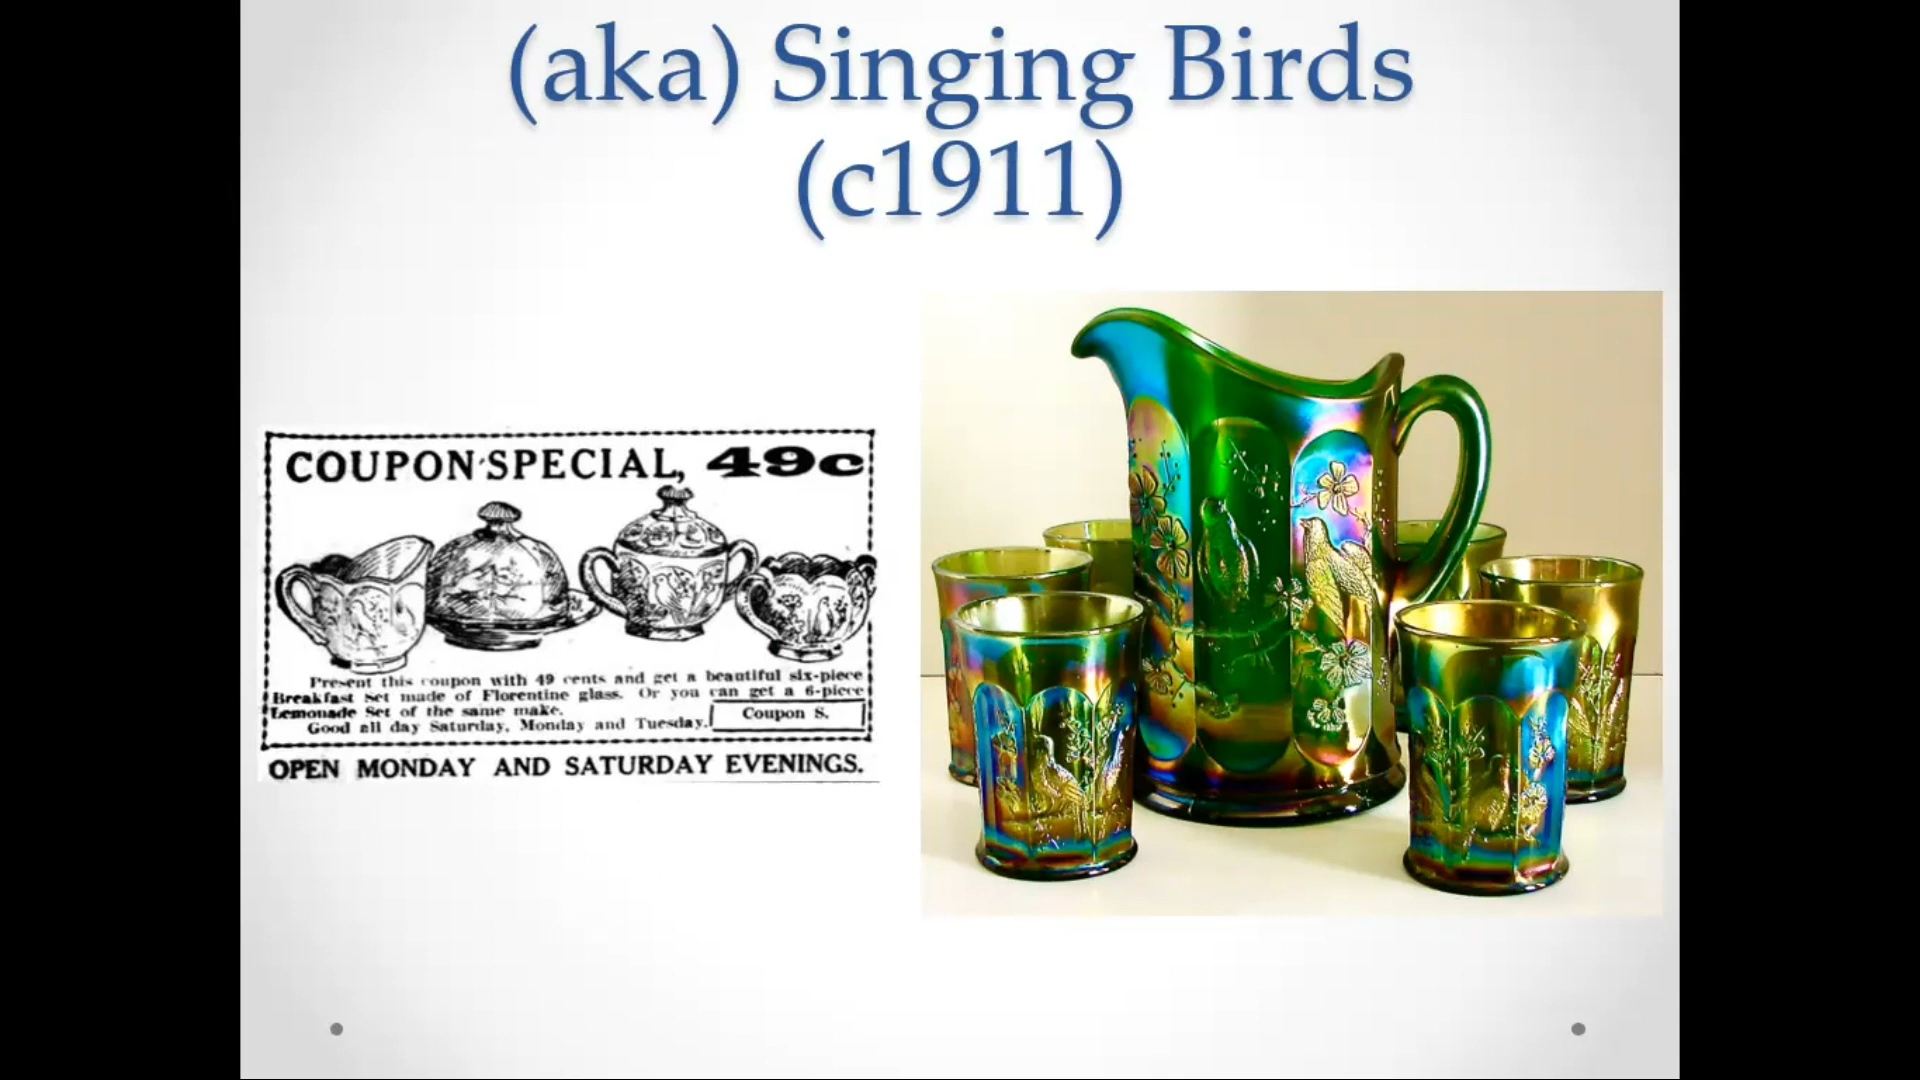 (aka) Singing Birds
(c1911)
COUPON SPECIAL, 49c
Present this coupon with 49 cents and get a beautiful six-piece
Breakfast Set made of Florentine glass. Or you can get a 6-piece
Lemonade Set of the same make.
Good all day Saturday, Monday and Tuesday.
Coupon S.
OPEN MONDAY AND SATURDAY EVENINGS.